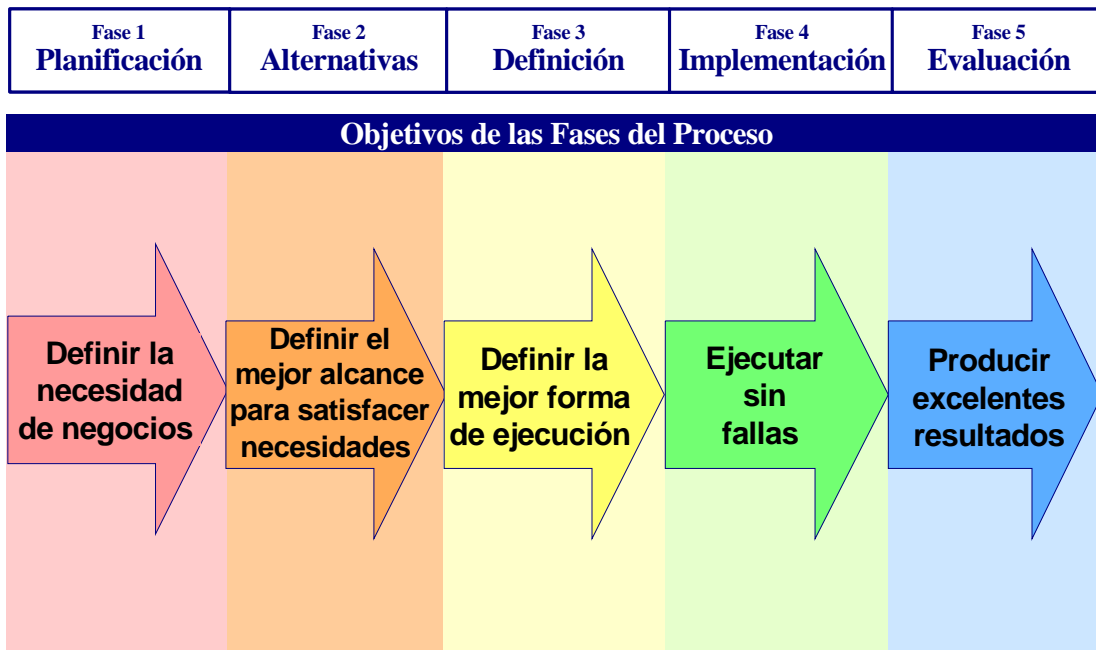 Fase 1
Planificación
Fase 2
Alternativas
Fase 3
Definición
Fase 4
Implementación
Fase 5
Evaluación
Objetivos de las Fases del Proceso
Definir la
necesidad
de negocios
Definir el
mejor alcance
para satisfacer
necesidades
Definir la
mejor forma
de ejecución
Ejecutar
sin
fallas
Producir
excelentes
resultados